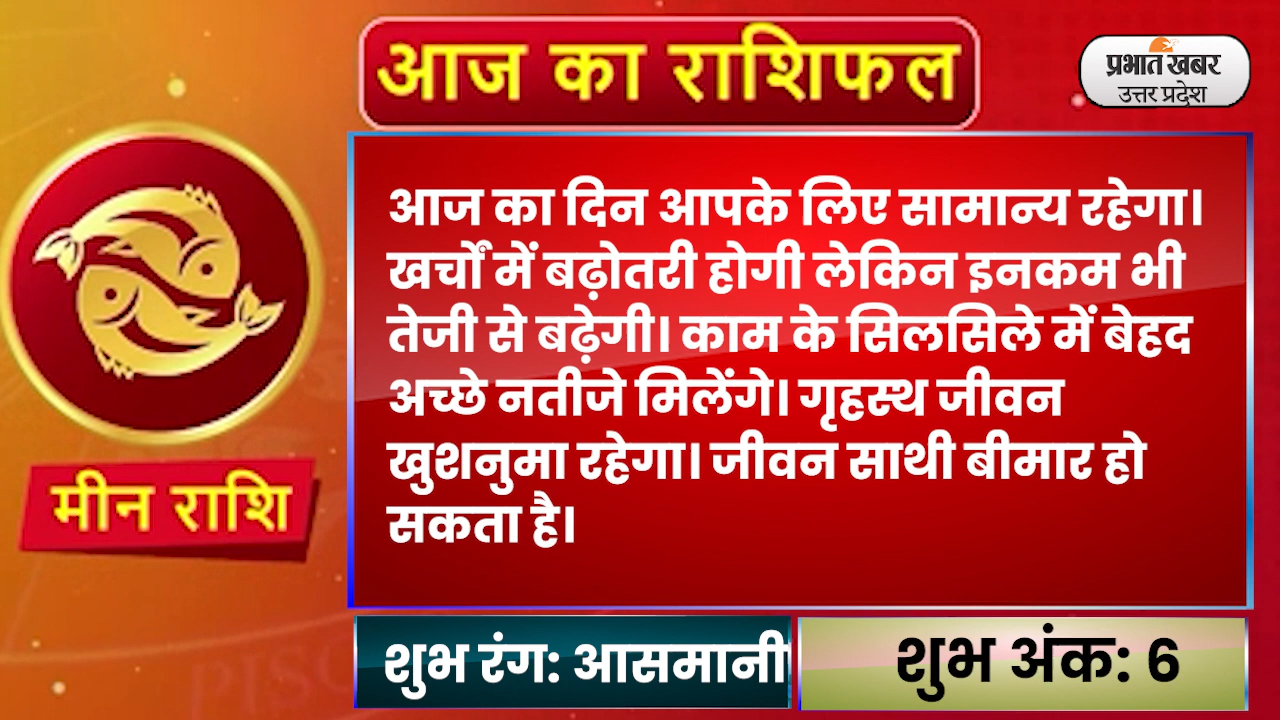 आज का राशिफल
प्रभात खबर
उत्तर प्रदेश
आज का दिन आपके लिए सामान्य रहेगा।
खर्चों में बढ़ोतरी होगी लेकिन इनकम भी
तेजी से बढ़ेगी। काम के सिलसिले में बेहद
अच्छे नतीजे मिलेंगे। गृहस्थ जीवन
खुशनुमा रहेगा। जीवन साथी बीमार हो
सकता है।
मीन राशि
शुभ रंग: आसमानी
शुभ अंक: 6